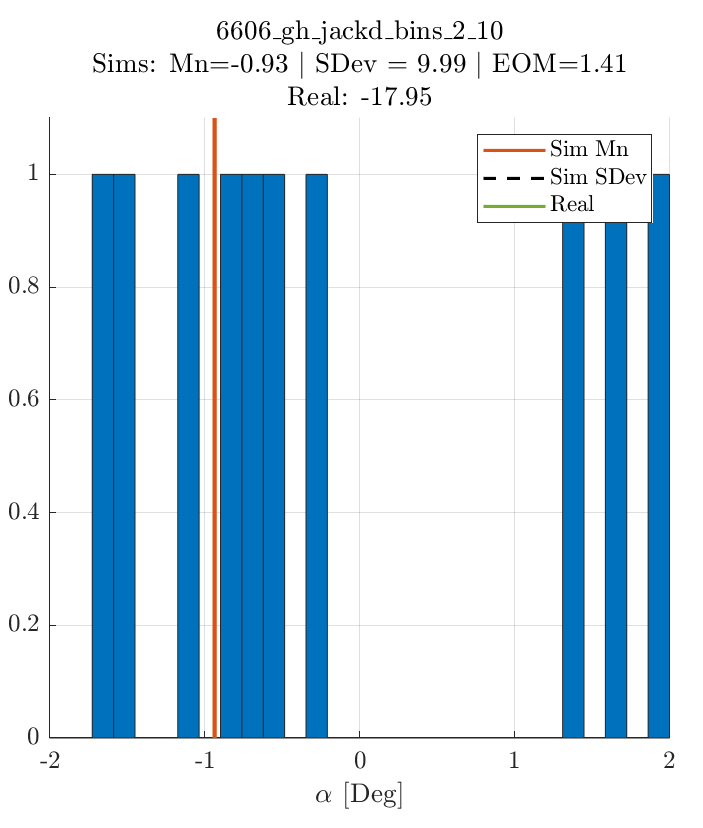 6606_gh_jackd_bins_2_10
Sims: Mn=-0.93 | SDev = 9.99 | EOM=1.41
Real: -17.95
Sim Mn
Sim SDev
Real
1
0.8
0.6
0.4
0.2
0
-2 -1 0 1 2
α [Deg]